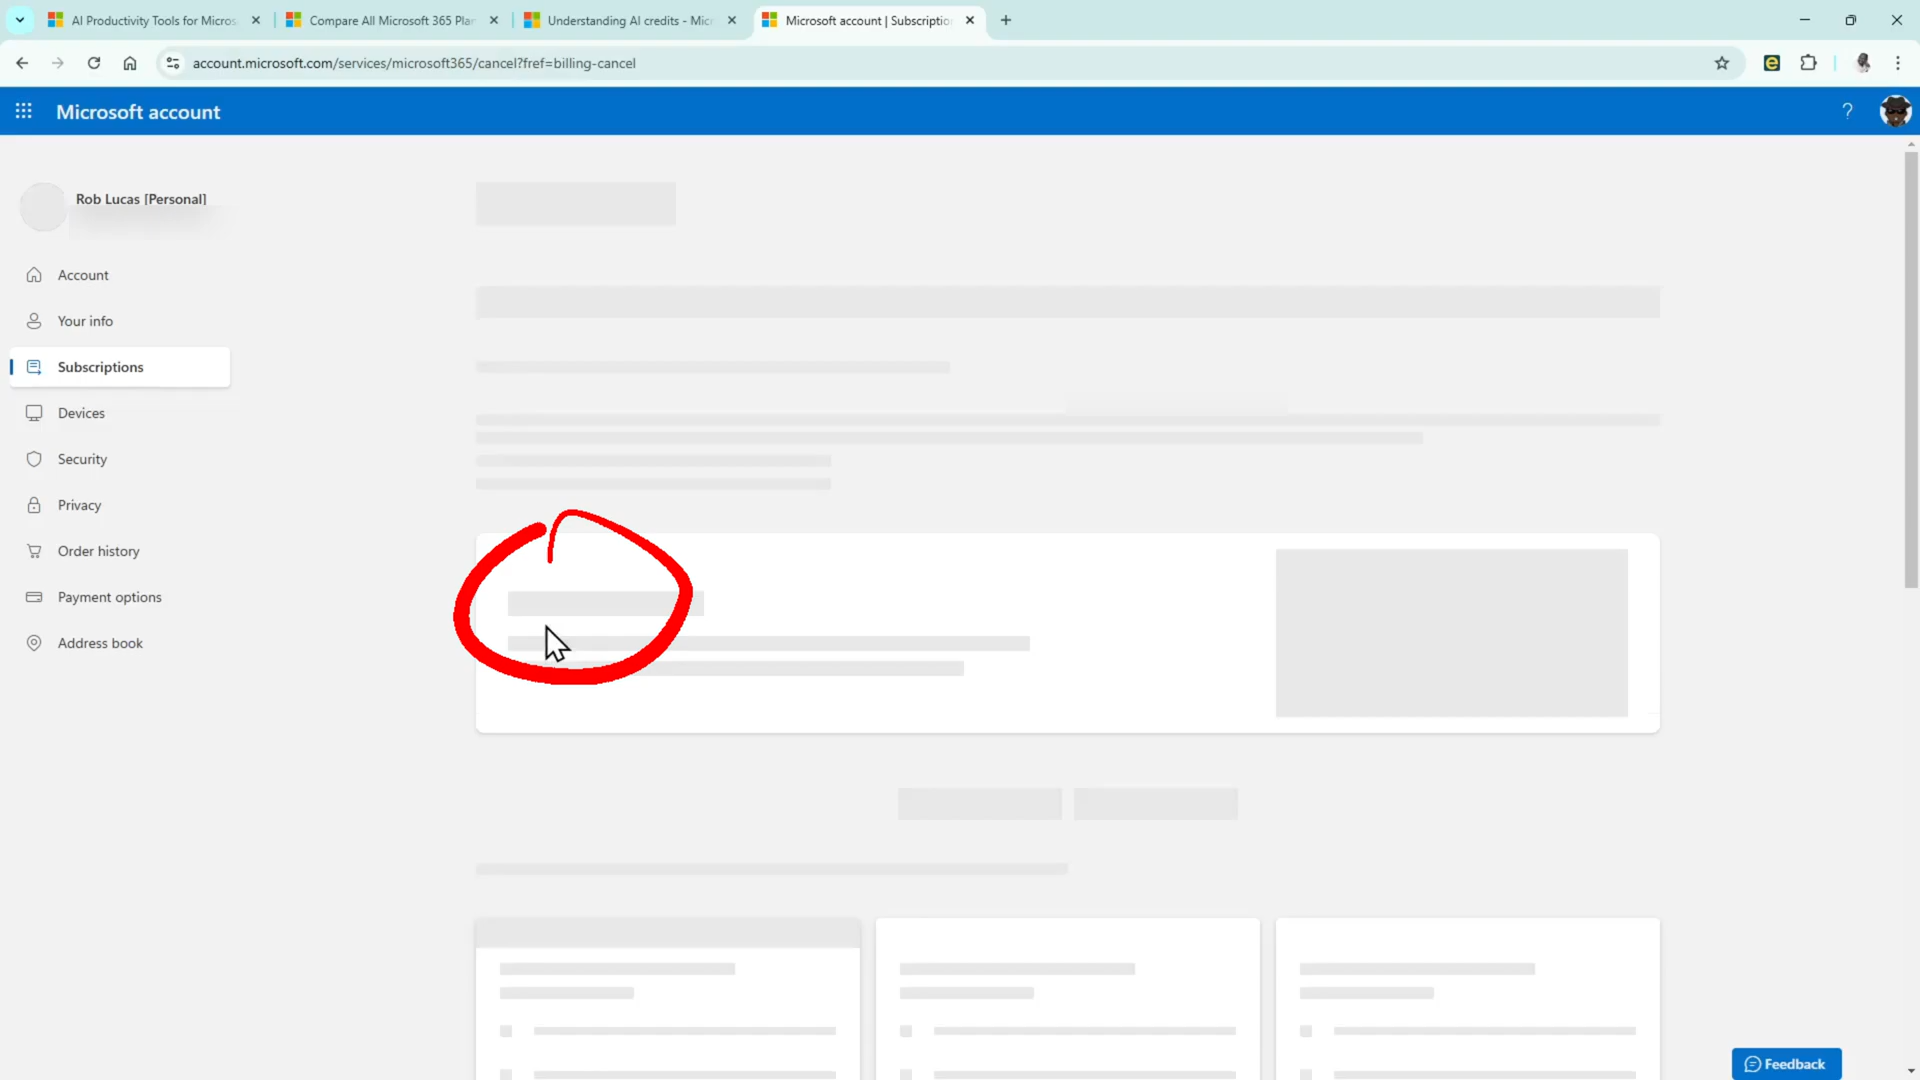 AI Productivity Tools for Micros
Compare All Microsoft 365 Plan
Understanding AI credits - Micr
Microsoft account | Subscriptio
account.microsoft.com/services/microsoft365/cancel?fref=billing-cancel
Microsoft account
?
Rob Lucas [Personal]
Account
Your info
Subscriptions
Devices
Security
Privacy
Order history
Payment options
Address book
Feedback